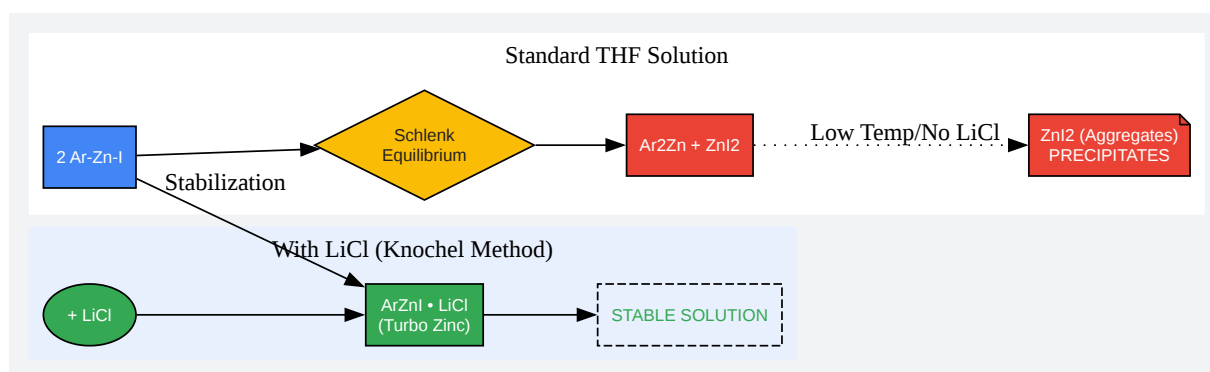 Standard THF Solution
2 Ar-Zn-I
Schlenk
Equilibrium
Ar2Zn + ZnI2
Low Temp/No LiCl
ZnI2 (Aggregates)
PRECIPITATES
Stabilization
With LiCl (Knochel Method)
+ LiCl
ArZnI • LiCl
(Turbo Zinc)
STABLE SOLUTION